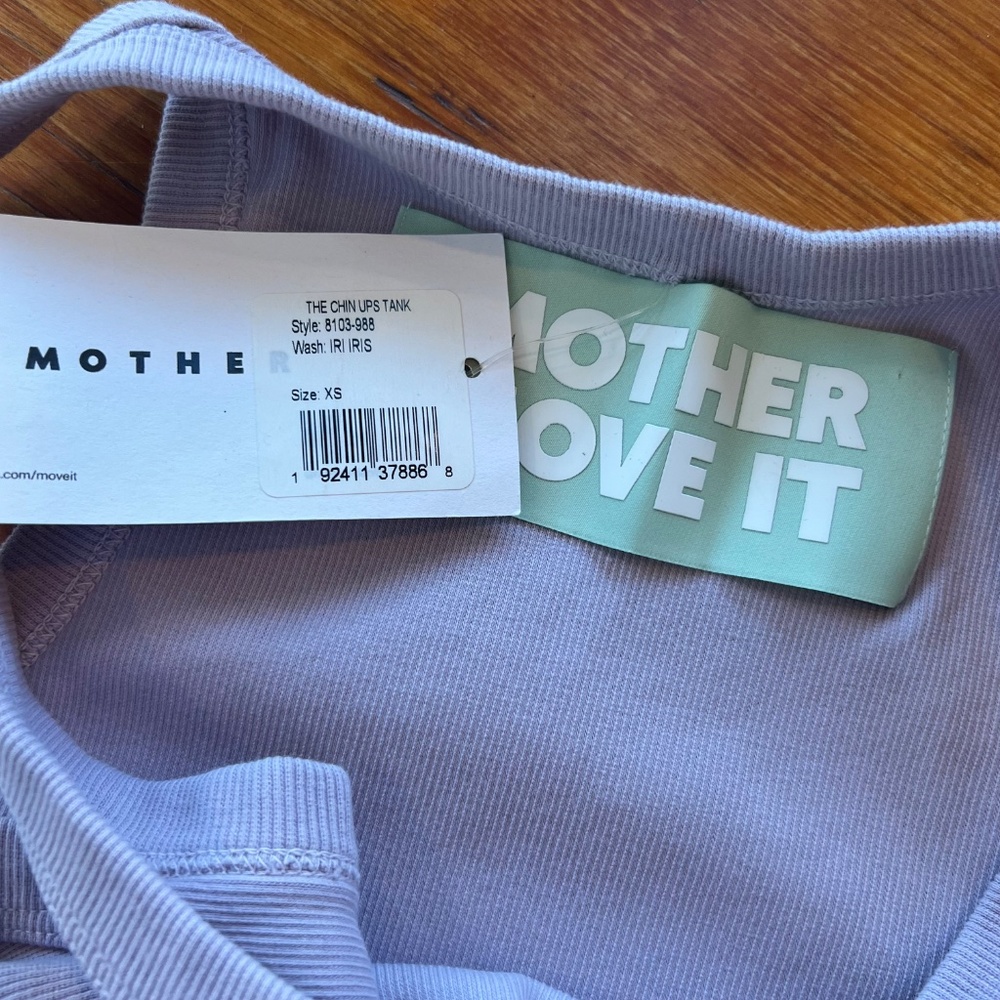 MOTHER
.com/moveit
THE CHIN UPS TANK
Style: 8103-988
Wash: IRI IRIS
Size: XS
1 92411 37886 8
MOTHER
OVE IT